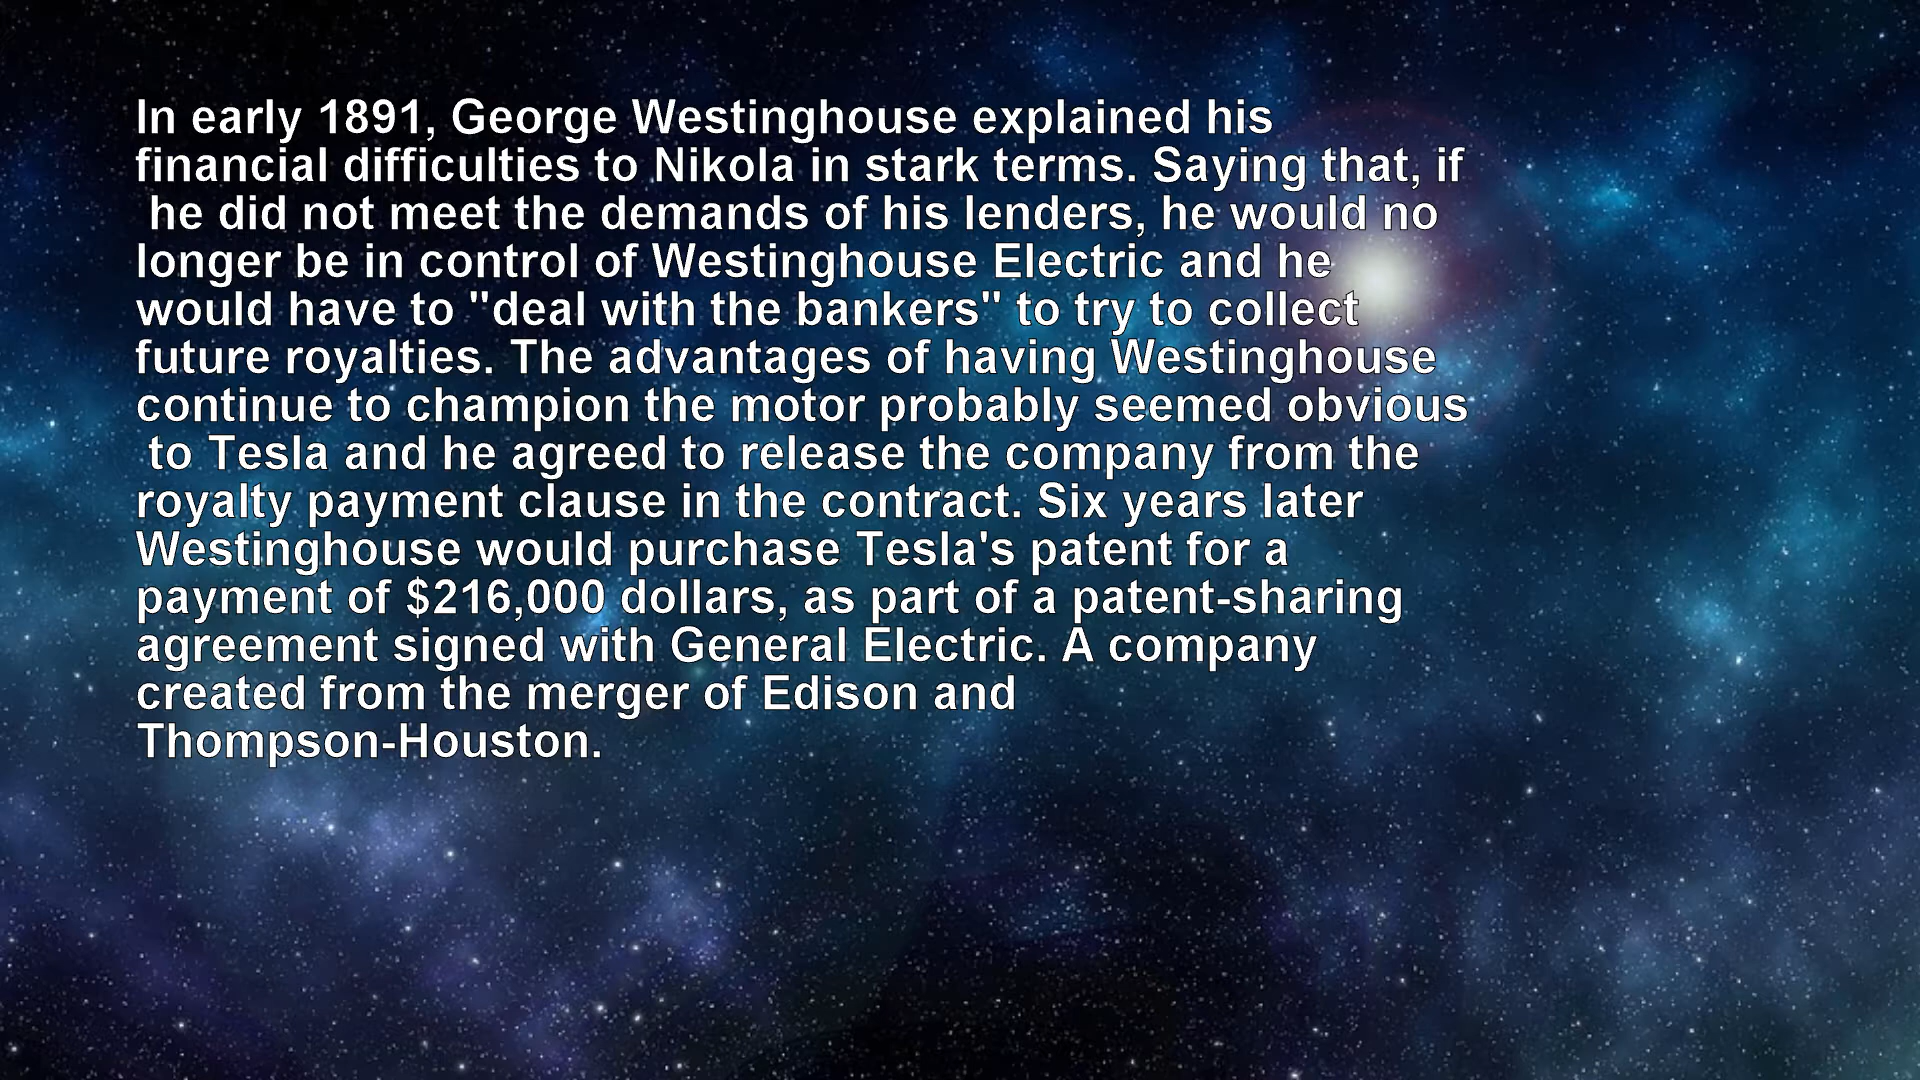 In early 1891, George Westinghouse explained his
financial difficulties to Nikola in stark terms. Saying that, if
he did not meet the demands of his lenders, he would no
longer be in control of Westinghouse Electric and he
would have to "deal with the bankers" to try to collect
future royalties. The advantages of having Westinghouse
continue to champion the motor probably seemed obvious
to Tesla and he agreed to release the company from the
royalty payment clause in the contract. Six years later
Westinghouse would purchase Tesla's patent for a
payment of $216,000 dollars, as part of a patent-sharing
agreement signed with General Electric. A company
created from the merger of Edison and
Thompson-Houston.